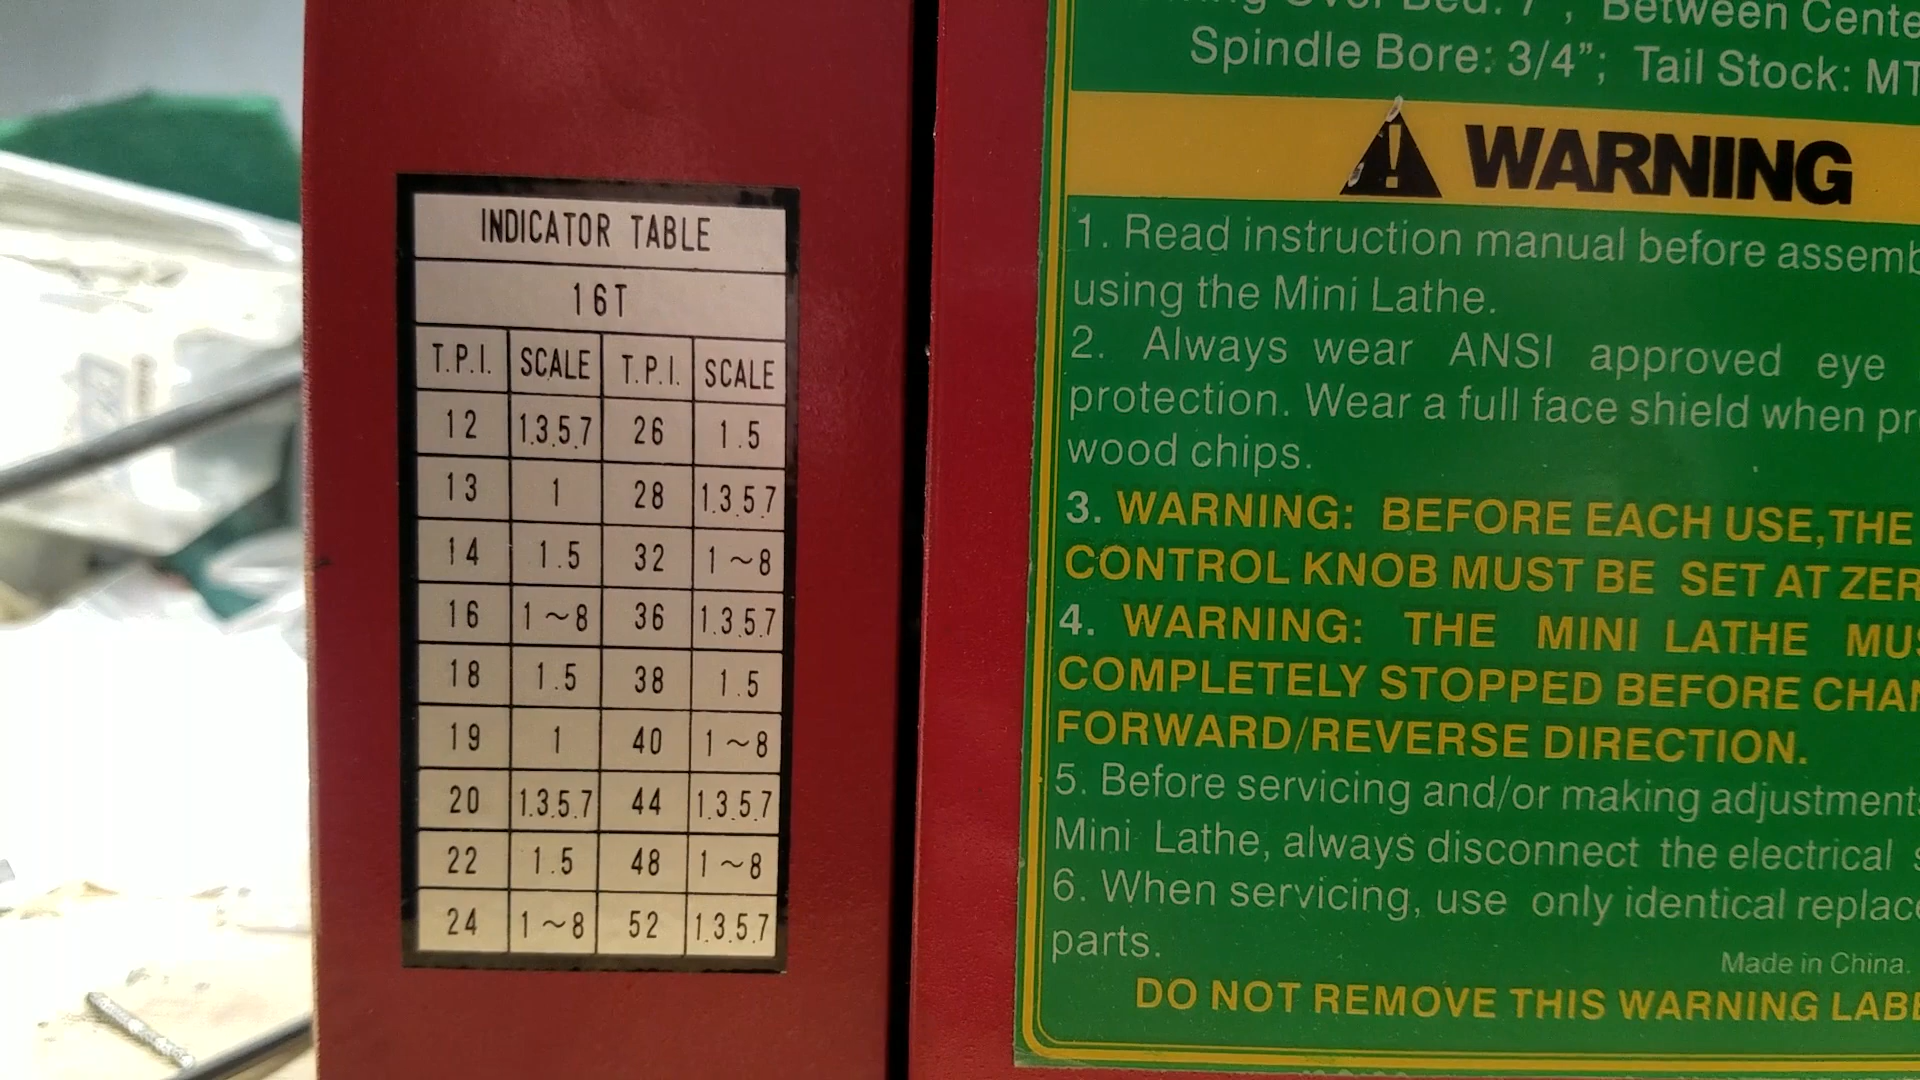 INDICATOR TABLE
16T
T.P.I. SCALE T.P.I. SCALE
12 1.3.5.7 26 1.5
13 1 28 1.3.5.7
14 1.5 32 1~8
16 1~8 36 1.3.5.7
18 1.5 38 1.5
19 1 40 1~8
20 1.3.5.7 44 1.3.5.7
22 1.5 48 1~8
24 1~8 52 1.3.5.7
Over Bed: 7", Between Cente
Spindle Bore: 3/4"; Tail Stock: MT
WARNING
1. Read instruction manual before assemb
using the Mini Lathe.
2. Always wear ANSI approved eye
protection. Wear a full face shield when pr
wood chips.
3. WARNING: BEFORE EACH USE,THE
CONTROL KNOB MUST BE SET AT ZER
4. WARNING: THE MINI LATHE MUS
COMPLETELY STOPPED BEFORE CHAN
FORWARD/REVERSE DIRECTION.
5. Before servicing and/or making adjustment
Mini Lathe, always disconnect the electrical s
6. When servicing, use only identical replac
parts.
Made in China.
DO NOT REMOVE THIS WARNING LABE